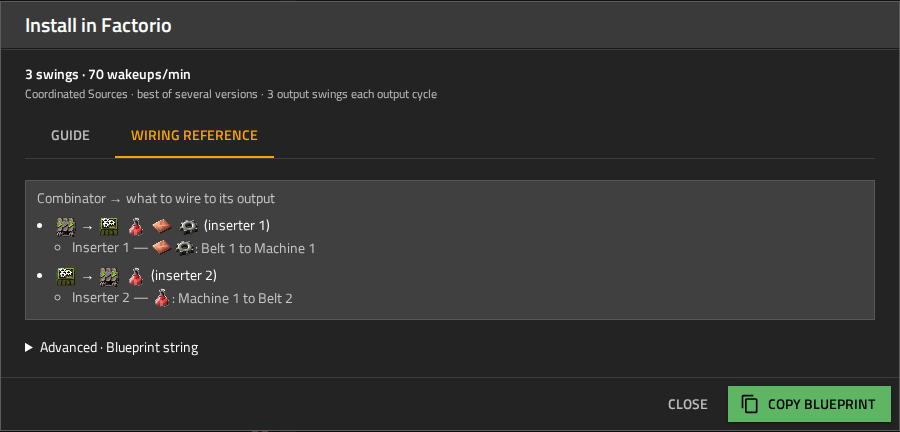 Install in Factorio
3 swings · 70 wakeups/min
Coordinated Sources · best of several versions · 3 output swings each output cycle
GUIDE
WIRING REFERENCE
Combinator → what to wire to its output
→ (inserter 1)
Inserter 1 — : Belt 1 to Machine 1
→ (inserter 2)
Inserter 2 — : Machine 1 to Belt 2
Advanced · Blueprint string
CLOSE
COPY BLUEPRINT